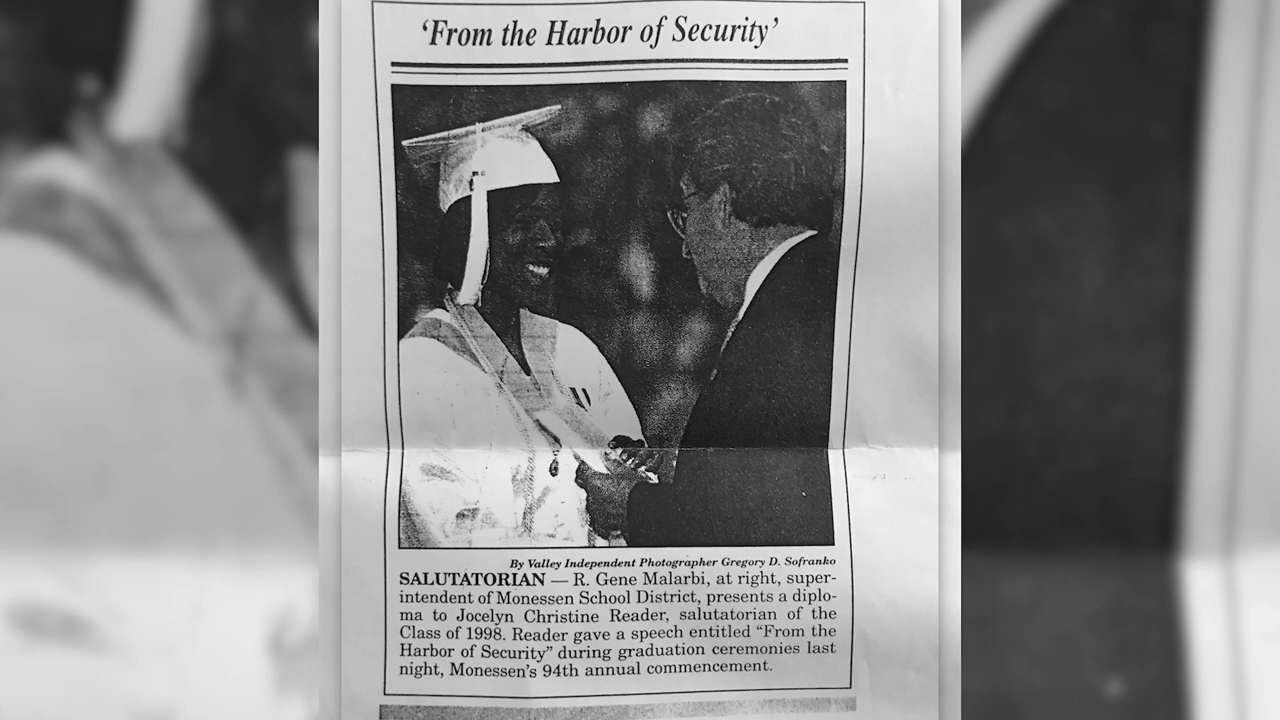 ‘From the Harbor of Security’
By Valley Independent Photographer Gregory D. Sofranko
SALUTATORIAN — R. Gene Malarbi, at right, super-
intendent of Monessen School District, presents a diplo-
ma to Jocelyn Christine Reader, salutatorian of the
Class of 1998. Reader gave a speech entitled “From the
Harbor of Security” during graduation ceremonies last
night, Monessen’s 94th annual commencement.